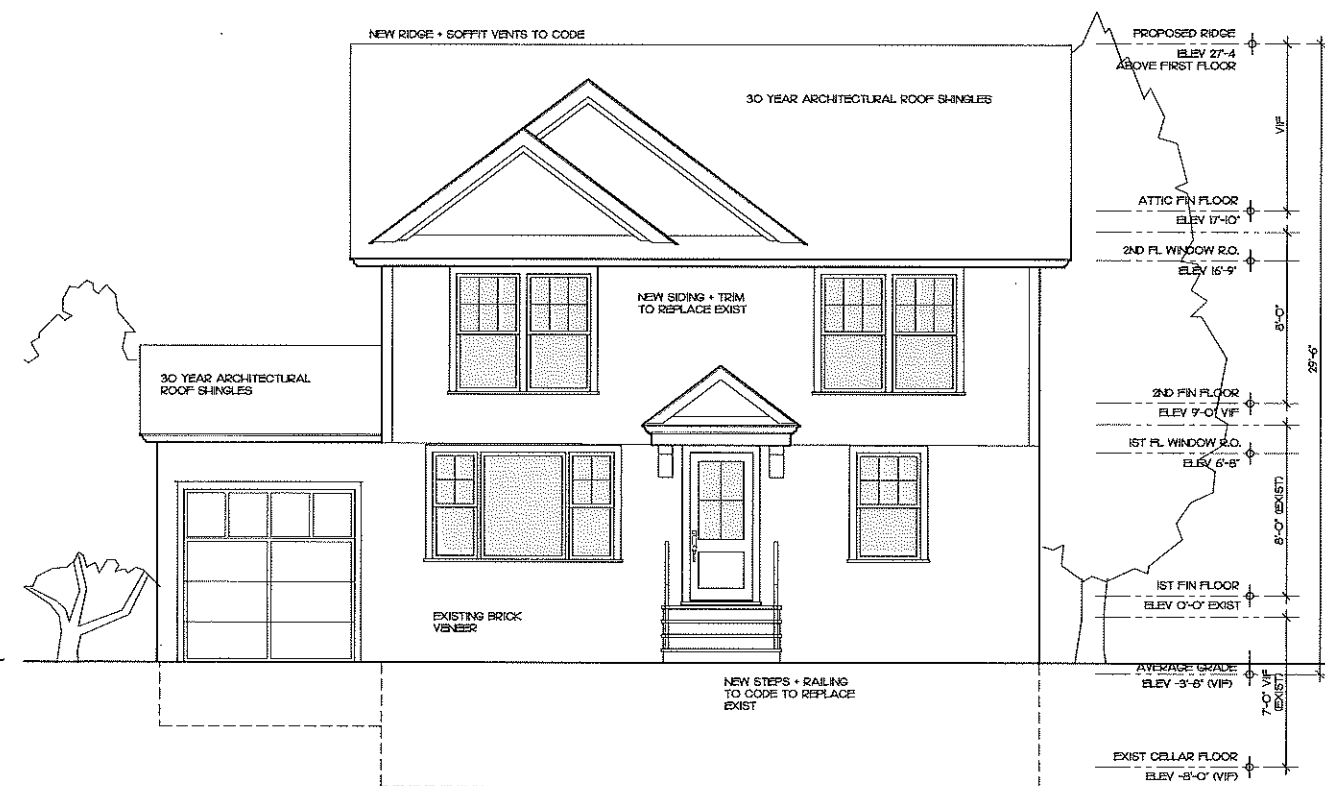 NEW RIDGE + SOFFIT VENTS TO CODE
PROPOSED RIDGE
ELEV 27'-4
ABOVE FIRST FLOOR
30 YEAR ARCHITECTURAL ROOF SHINGLES
VIF
ATTIC FIN FLOOR
ELEV 17'-10"
2ND FL WINDOW R.O.
ELEV 16'-9"
NEW SIDING + TRIM
TO REPLACE EXIST
8'-0"
29'-6"
30 YEAR ARCHITECTURAL
ROOF SHINGLES
2ND FIN FLOOR
ELEV 9'-0" VIF
1ST FL WINDOW R.O.
ELEV 6'-8"
8'-0" (EXIST)
1ST FIN FLOOR
ELEV 0'-0" EXIST
EXISTING BRICK
VENEER
AVERAGE GRADE
ELEV -3'-8" (VIF)
NEW STEPS + RAILING
TO CODE TO REPLACE
EXIST
7'-0" VIF
(EXIST)
EXIST CELLAR FLOOR
ELEV -8'-0" (VIF)